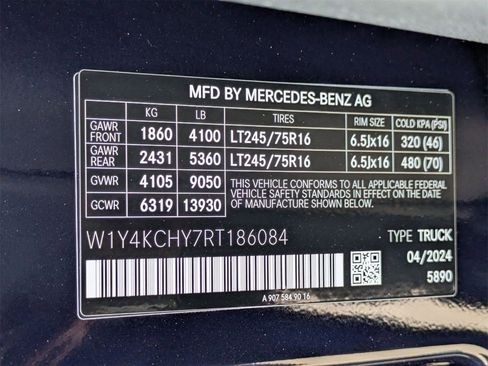 MFD BY MERCEDES-BENZ AG
KG LB TIRES RIM SIZE COLD KPA (PSI)
GAWR FRONT 1860 4100 LT245/75R16 6.5Jx16 320 (46)
GAWR REAR 2431 5360 LT245/75R16 6.5Jx16 480 (70)
GVWR 4105 9050 THIS VEHICLE CONFORMS TO ALL APPLICABLE FEDERAL
VEHICLE SAFETY STANDARDS IN EFFECT ON THE DATE
GCWR 6319 13930 OF MANUFACTURE SHOWN ABOVE.
W1Y4KCHY7RT186084 TYPE TRUCK
04/2024
5890
A 907 584 90 16